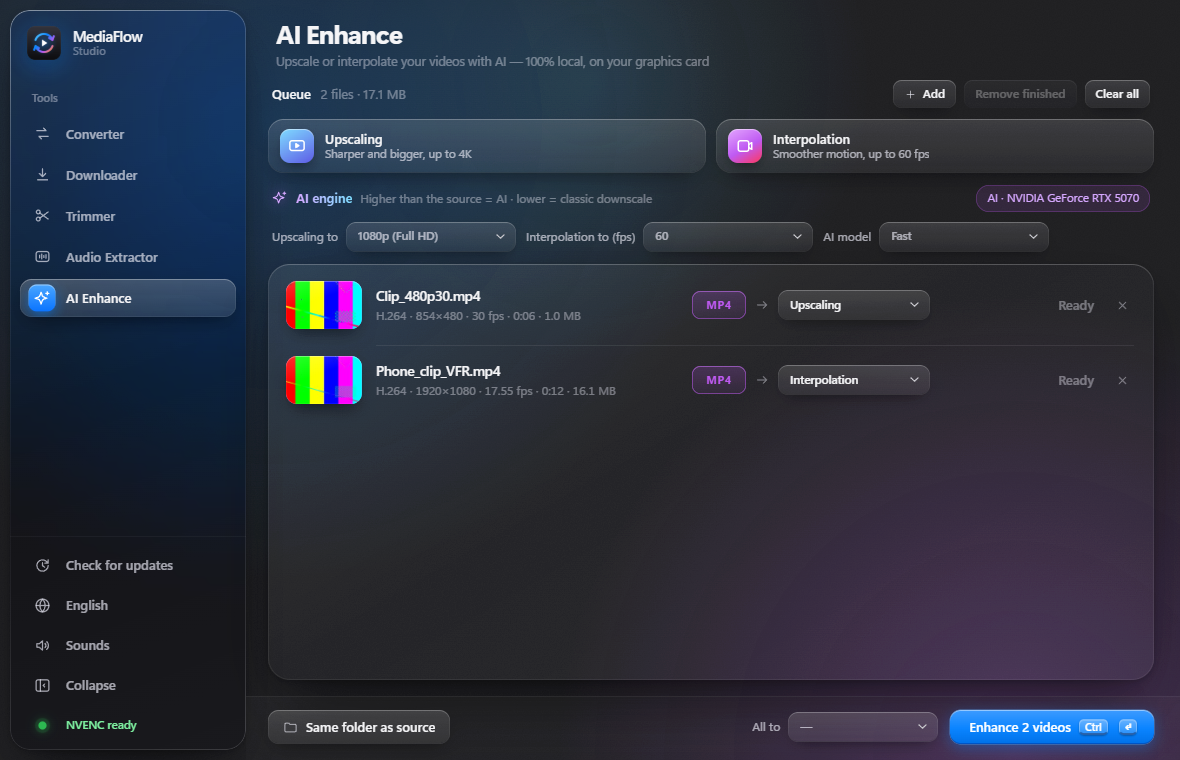 MediaFlow
Studio
Tools
Converter
Downloader
Trimmer
Audio Extractor
AI Enhance
Check for updates
English
Sounds
Collapse
NVENC ready
AI Enhance
Upscale or interpolate your videos with AI — 100% local, on your graphics card
Queue 2 files · 17.1 MB
+ Add Remove finished Clear all
Upscaling
Sharper and bigger, up to 4K
Interpolation
Smoother motion, up to 60 fps
AI engine Higher than the source = AI · lower = classic downscale AI · NVIDIA GeForce RTX 5070
Upscaling to 1080p (Full HD) Interpolation to (fps) 60 AI model Fast
Clip_480p30.mp4
H.264 · 854×480 · 30 fps · 0:06 · 1.0 MB
MP4 → Upscaling Ready ×
Phone_clip_VFR.mp4
H.264 · 1920×1080 · 17.55 fps · 0:12 · 16.1 MB
MP4 → Interpolation Ready ×
Same folder as source All to — Enhance 2 videos Ctrl ⏎